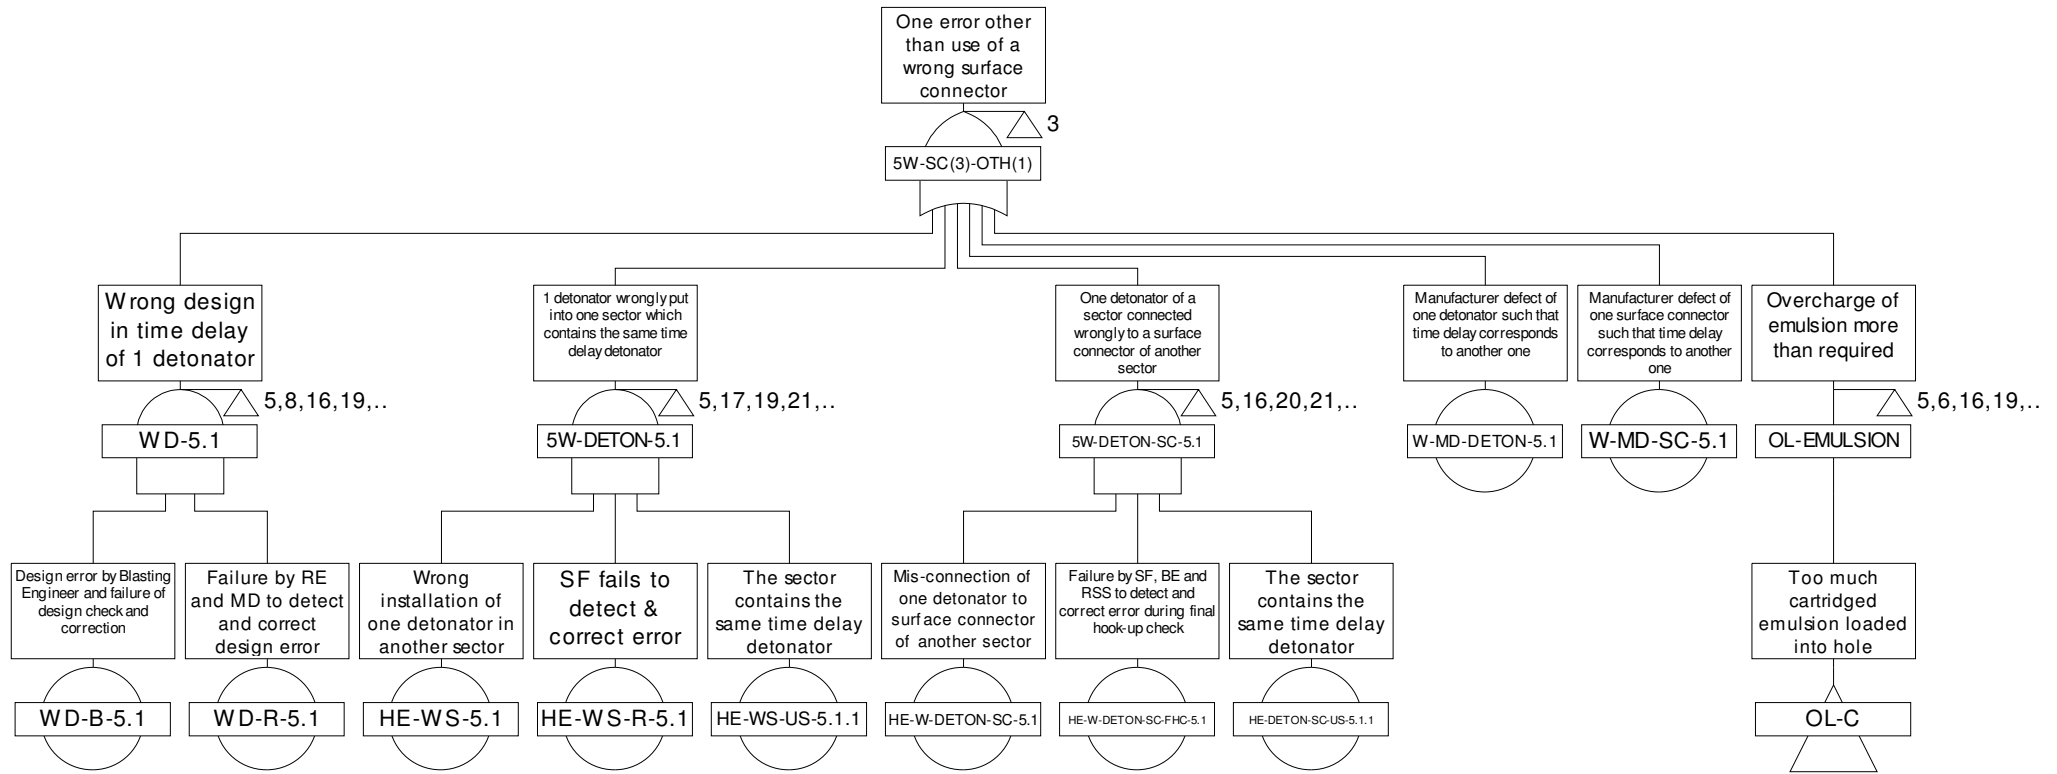 One error other
than use of a
wrong surface
connector
3
5W-SC(3)-OTH(1)
Wrong design
in time delay
of 1 detonator
5,8,16,19,..
WD-5.1
1 detonator wrongly put
into one sector which
contains the same time
delay detonator
5,17,19,21,..
5W-DETON-5.1
One detonator of a
sector connected
wrongly to a surface
connector of another
sector
5,16,20,21,..
5W-DETON-SC-5.1
Manufacturer defect of
one detonator such that
time delay corresponds
to another one
W-MD-DETON-5.1
Manufacturer defect of
one surface connector
such that time delay
corresponds to another
one
W-MD-SC-5.1
Overcharge of
emulsion more
than required
5,6,16,19,..
OL-EMULSION
Design error by Blasting
Engineer and failure of
design check and
correction
WD-B-5.1
Failure by RE
and MD to detect
and correct
design error
WD-R-5.1
Wrong
installation of
one detonator in
another sector
HE-WS-5.1
SF fails to
detect &
correct error
HE-WS-R-5.1
The sector
contains the
same time delay
detonator
HE-WS-US-5.1.1
Mis-connection of
one detonator to
surface connector
of another sector
HE-W-DETON-SC-5.1
Failure by SF, BE and
RSS to detect and
correct error during final
hook-up check
HE-W-DETON-SC-FHC-5.1
The sector
contains the
same time delay
detonator
HE-DETON-SC-US-5.1.1
Too much
cartridged
emulsion loaded
into hole
OL-C